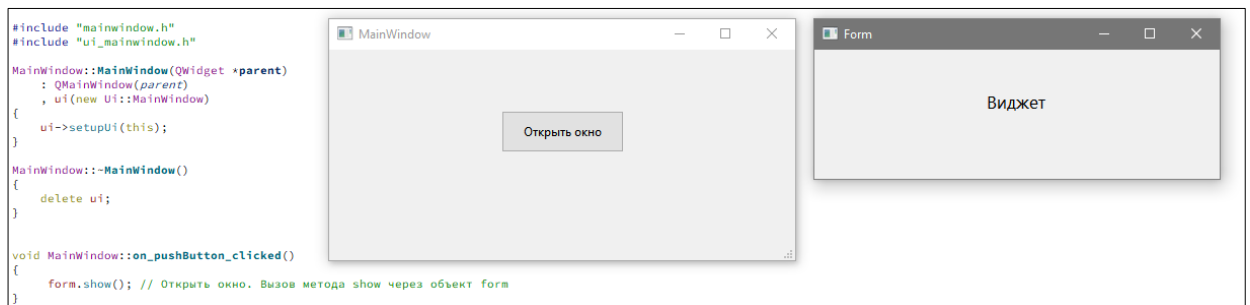 #include "mainwindow.h"
#include "ui_mainwindow.h"
MainWindow::MainWindow(QWidget *parent)
    : QMainWindow(parent)
    , ui(new Ui::MainWindow)
{
    ui->setupUi(this);
}
MainWindow::~MainWindow()
{
    delete ui;
}
void MainWindow::on_pushButton_clicked()
{
     form.show(); // Открыть окно. Вызов метода show через объект form
}
MainWindow
Открыть окно
Form
Виджет